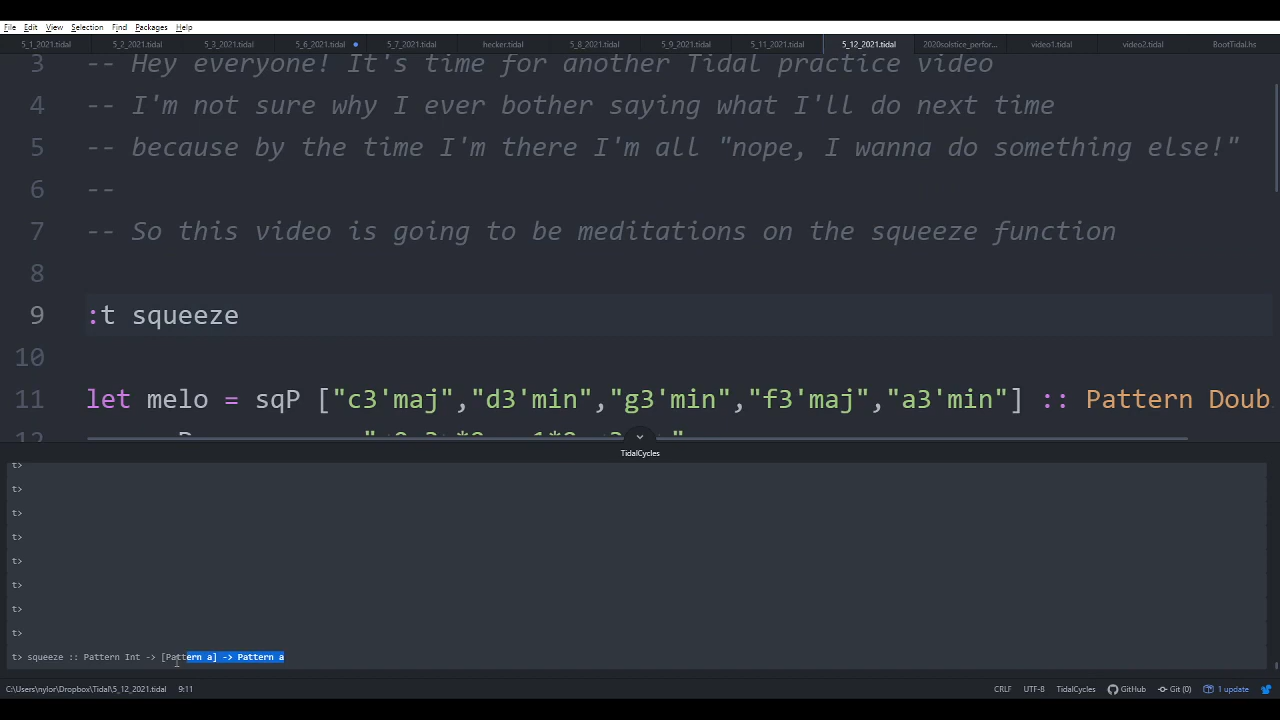 File Edit View Selection Find Packages Help
5_1_2021.tidal 5_2_2021.tidal 5_3_2021.tidal 5_6_2021.tidal 5_7_2021.tidal hecker.tidal 5_8_2021.tidal 5_9_2021.tidal 5_11_2021.tidal 5_12_2021.tidal 2020solstice_perfor... video1.tidal video2.tidal BootTidal.hs
3 -- Hey everyone! It's time for another Tidal practice video
4 -- I'm not sure why I ever bother saying what I'll do next time
5 -- because by the time I'm there I'm all "nope, I wanna do something else!"
6 --
7 -- So this video is going to be meditations on the squeeze function
8
9 :t squeeze
10
11 let melo = sqP ["c3'maj","d3'min","g3'min","f3'maj","a3'min"] :: Pattern Doub
12
TidalCycles
t>
t>
t>
t>
t>
t>
t>
t>
t> squeeze :: Pattern Int -> [Pattern a] -> Pattern a
C:\Users\nylor\Dropbox\Tidal\5_12_2021.tidal 9:11 CRLF UTF-8 TidalCycles GitHub Git (0) 1 update